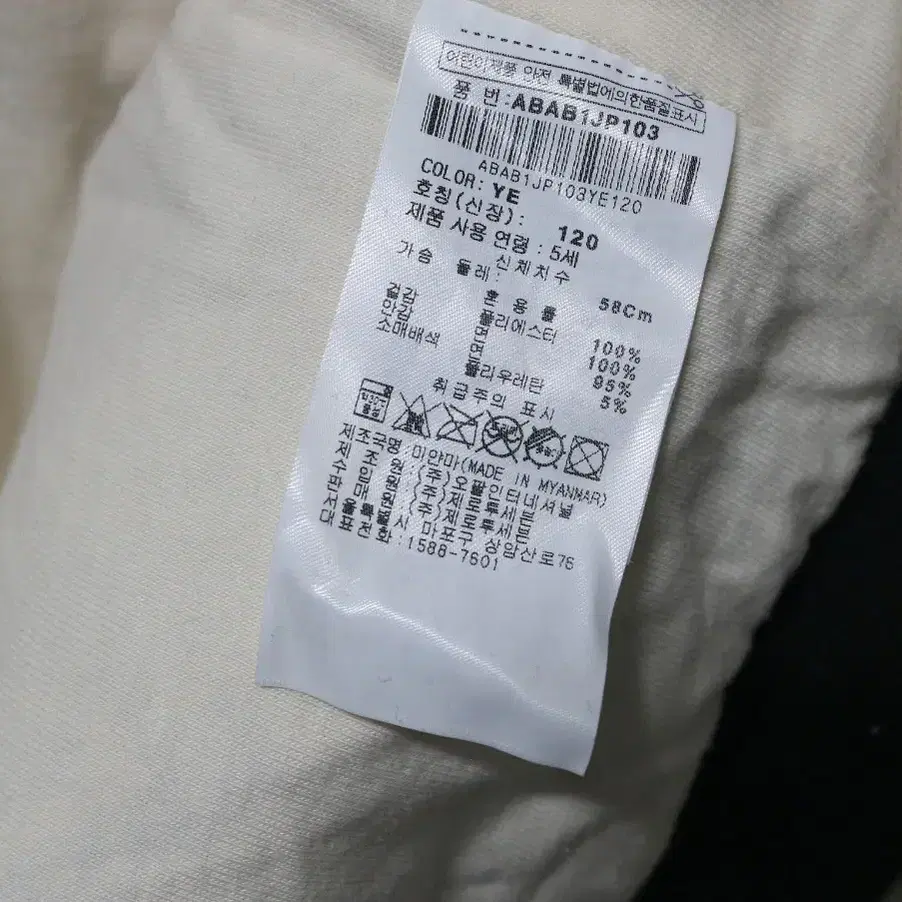 어린이제품 안전 특별법에의한품질표시
품 번: ABAB1JP103
ABAB1JP103YE120
COLOR: YE
호칭(신장): 120
제품 사용 연령: 5세
신체치수
가슴 둘레: 58Cm
혼용률
겉감 폴리에스터 100%
안감 면 100%
소매배색 면 95%
폴리우레탄 5%
취급주의 표시
제조국명: 미얀마(MADE IN MYANMAR)
제 조 원: (주)오팔인터내셔널
수 입 원: (주)제로투세븐
판 매 원: (주)제로투세븐
서울특별시 마포구 상암산로76
대표전화: 1588-7601